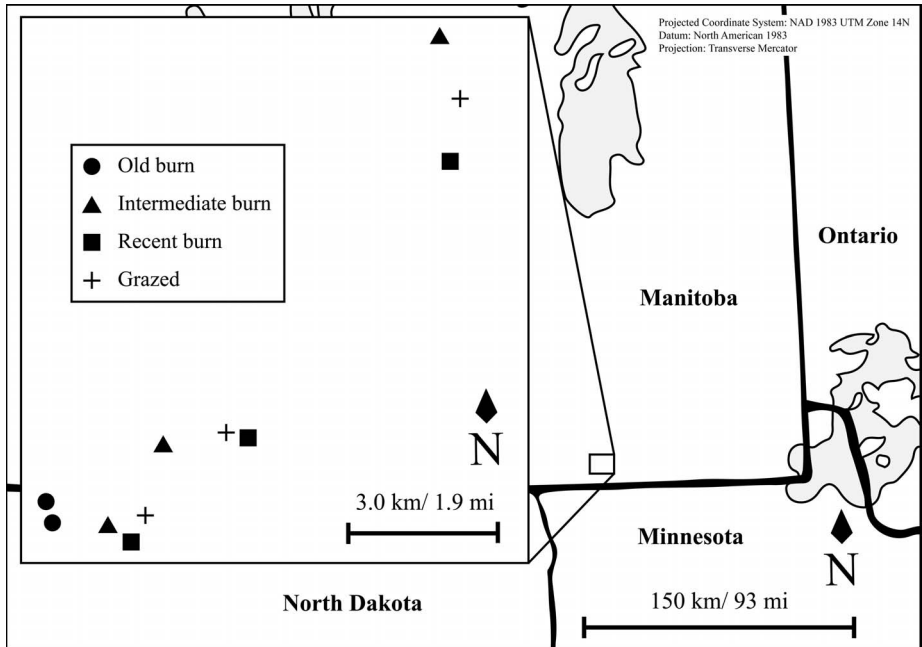 Projected Coordinate System: NAD 1983 UTM Zone 14N
Datum: North American 1983
Projection: Transverse Mercator
Old burn
Intermediate burn
Recent burn
Grazed
Ontario
Manitoba
N
3.0 km/ 1.9 mi
Minnesota
N
North Dakota
150 km/ 93 mi